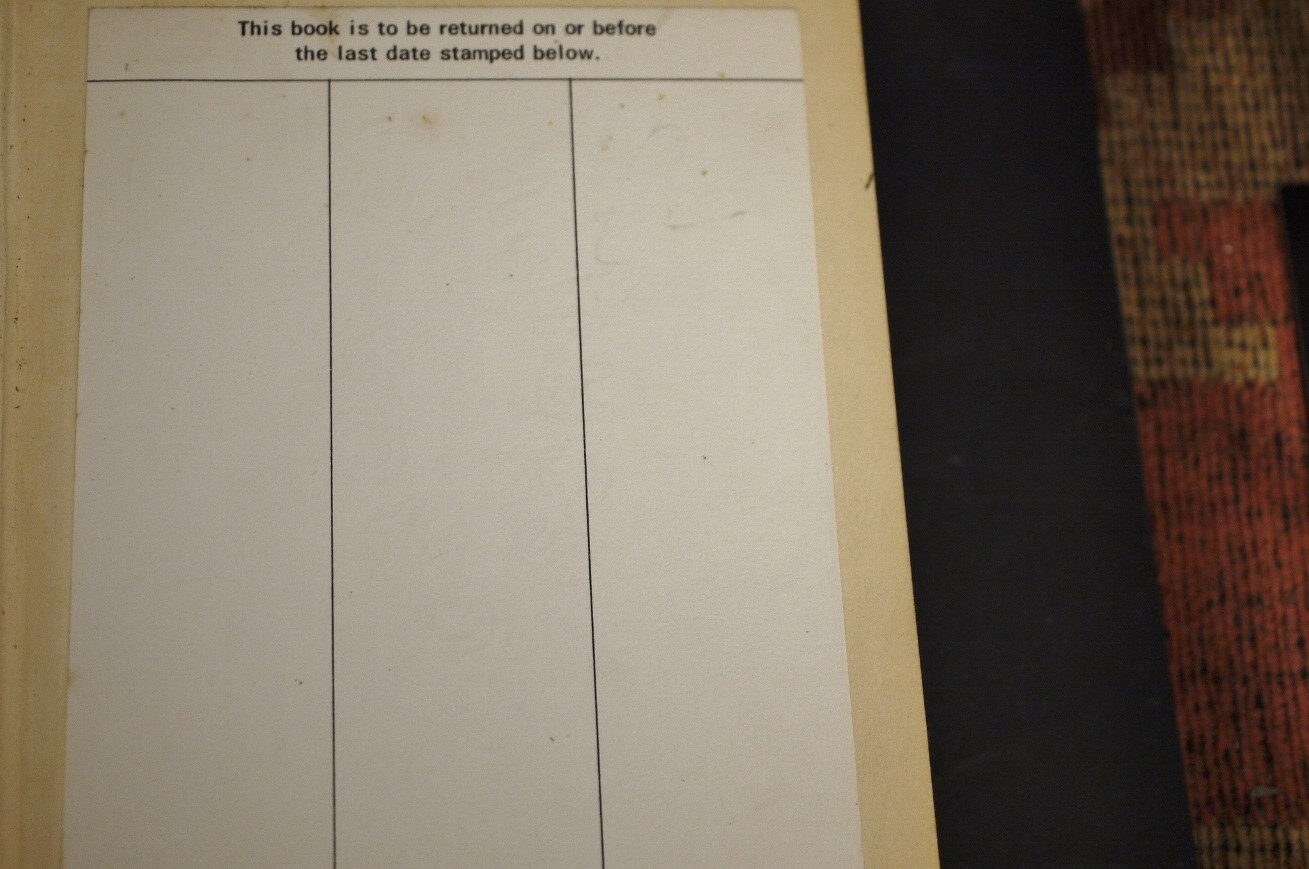 This book is to be returned on or before
the last date stamped below.